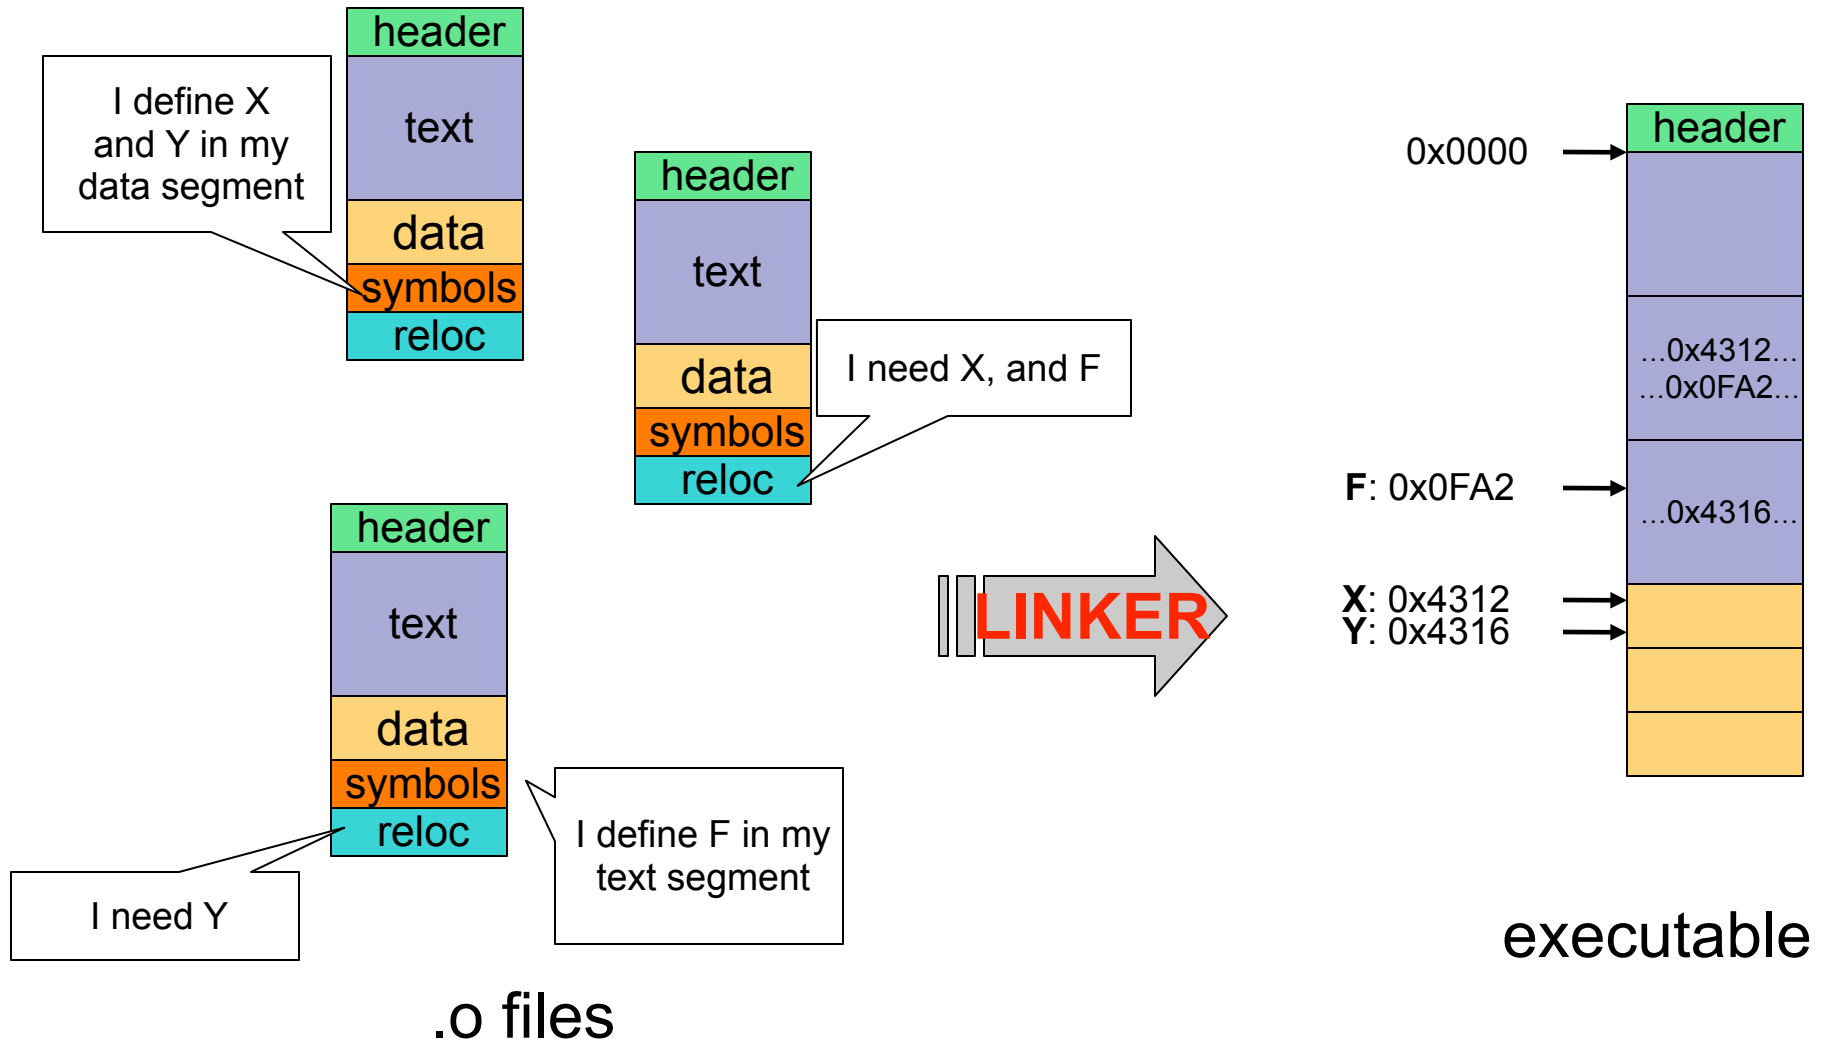 header
text
data
symbols
reloc
I define X
and Y in my
data segment
header
text
data
symbols
reloc
I need X, and F
header
text
data
symbols
reloc
I need Y
I define F in my
text segment
.o files
LINKER
header
0x0000
...0x4312...
...0x0FA2...
F: 0x0FA2
...0x4316...
X: 0x4312
Y: 0x4316
executable